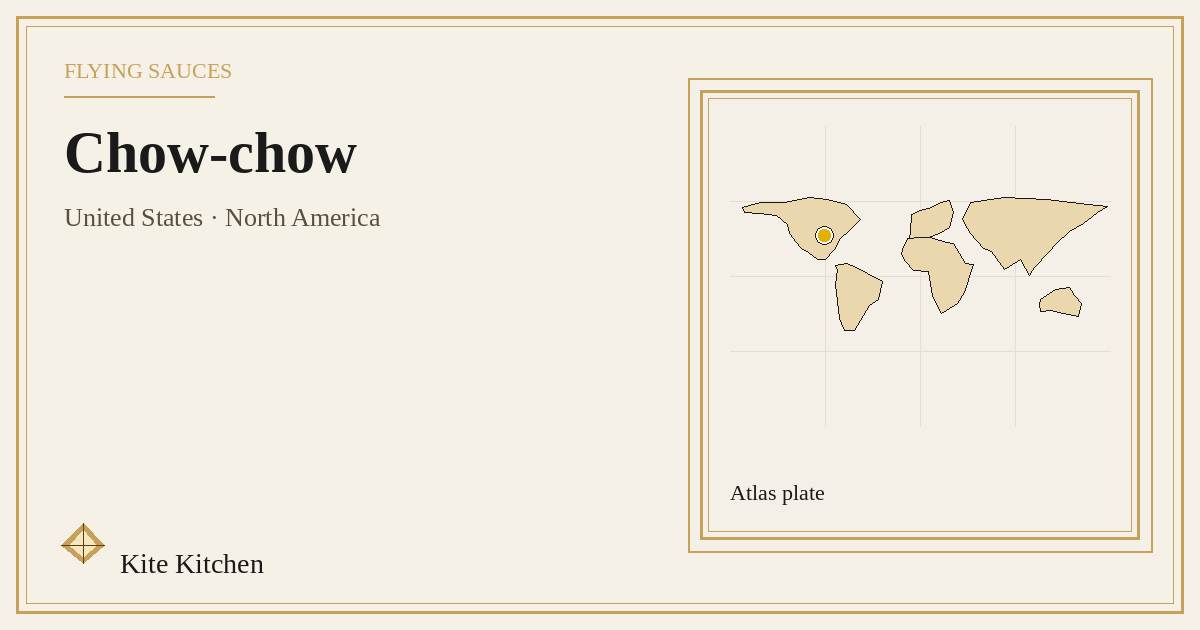 FLYING SAUCES
Chow-chow
United States · North America
Atlas plate
Kite Kitchen